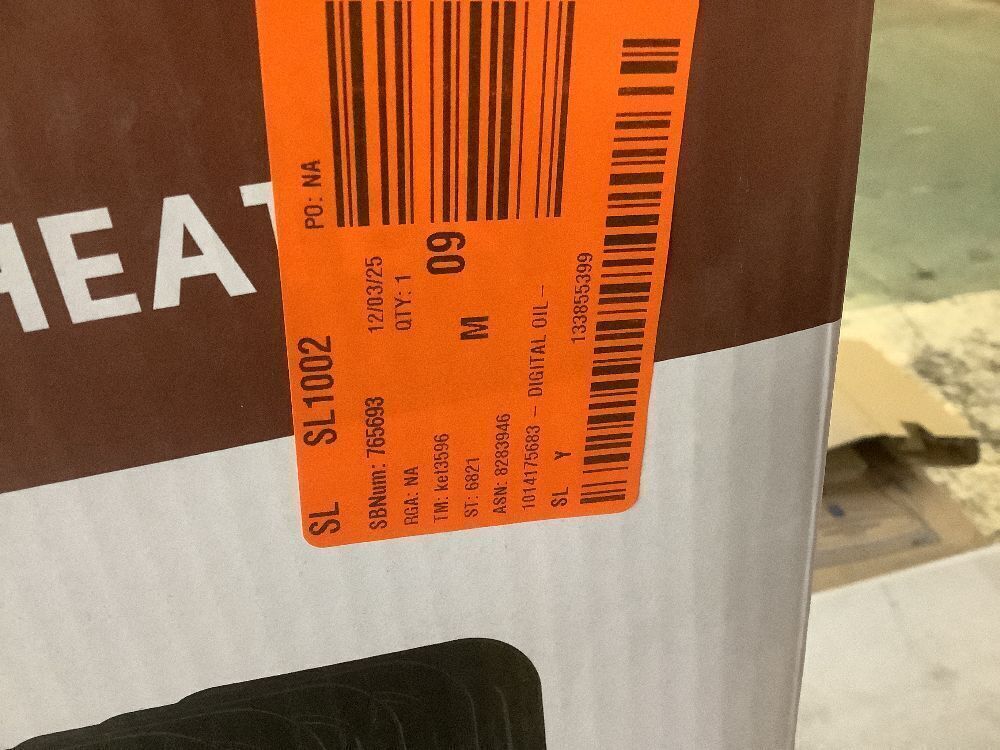 HEAT
SL SL1002 PO: NA
SBNum: 765693 12/03/25
RGA: NA QTY: 1
TM: ket3596 09
ST: 6821 M
ASN: 8283946
1014175683 - DIGITAL OIL-
SL Y 133855399